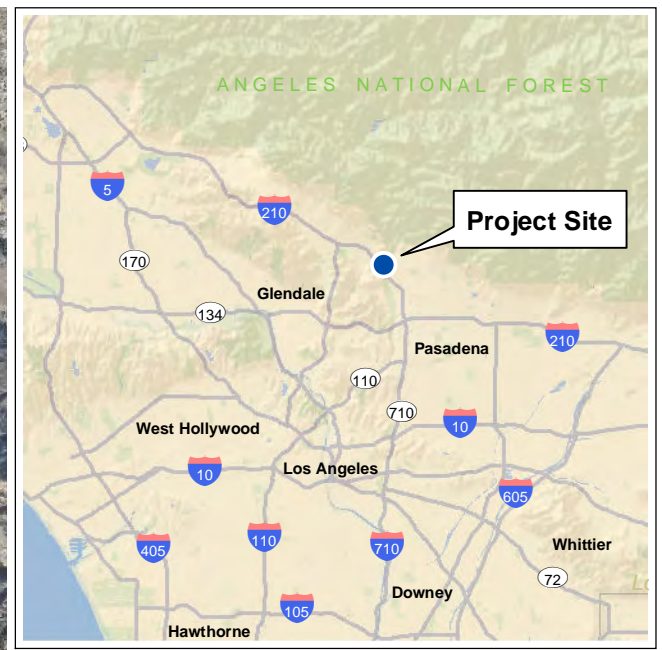 ANGELES NATIONAL FOREST
5
210
Project Site
170
Glendale
134
210
Pasadena
110
710
West Hollywood
10
10
Los Angeles
605
110
710
405
Whittier
72
Downey
105
Hawthorne